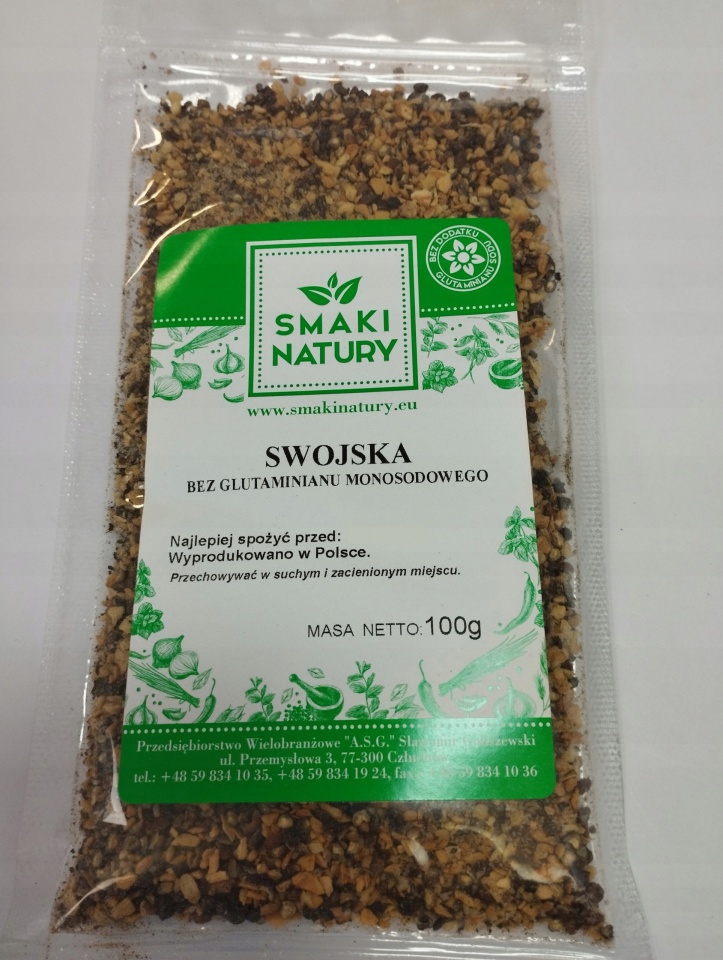 BEZ DODATKU
GLUTAMINIANU SODU
SMAKI
NATURY
www.smakinatury.eu
SWOJSKA
BEZ GLUTAMINIANU MONOSODOWEGO
Najlepiej spożyć przed:
Wyprodukowano w Polsce.
Przechowywać w suchym i zacienionym miejscu.
MASA NETTO:100g
Przedsiębiorstwo Wielobranżowe "A.S.G."
ul. Przemysłowa 3, 77-300
tel.: +48 59 834 10 35, +48 59 834 19 24, 59 834 10 36